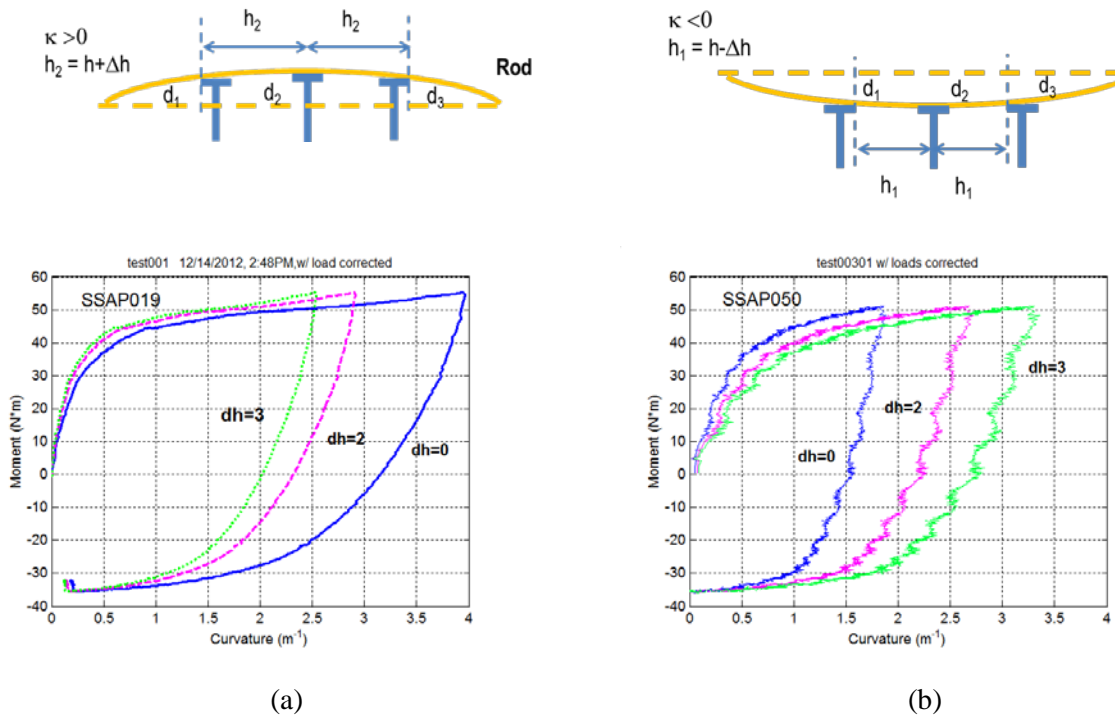 κ >0
h2 = h+Δh
h2 h2
Rod
d1 d2 d3
κ <0
h1 = h-Δh
d1 d2 d3
h1 h1
test001 12/14/2012, 2:48PM,w/ load corrected
SSAP019
dh=3
dh=2
dh=0
60
50
40
30
20
10
0
-10
-20
-30
-40
0 0.5 1 1.5 2 2.5 3 3.5 4
Moment (N*m)
Curvature (m-1)
test00301 w/ loads corrected
SSAP050
dh=3
dh=2
dh=0
60
50
40
30
20
10
0
-10
-20
-30
-40
0 0.5 1 1.5 2 2.5 3 3.5 4
Moment (N*m)
Curvature (m-1)
(a) (b)